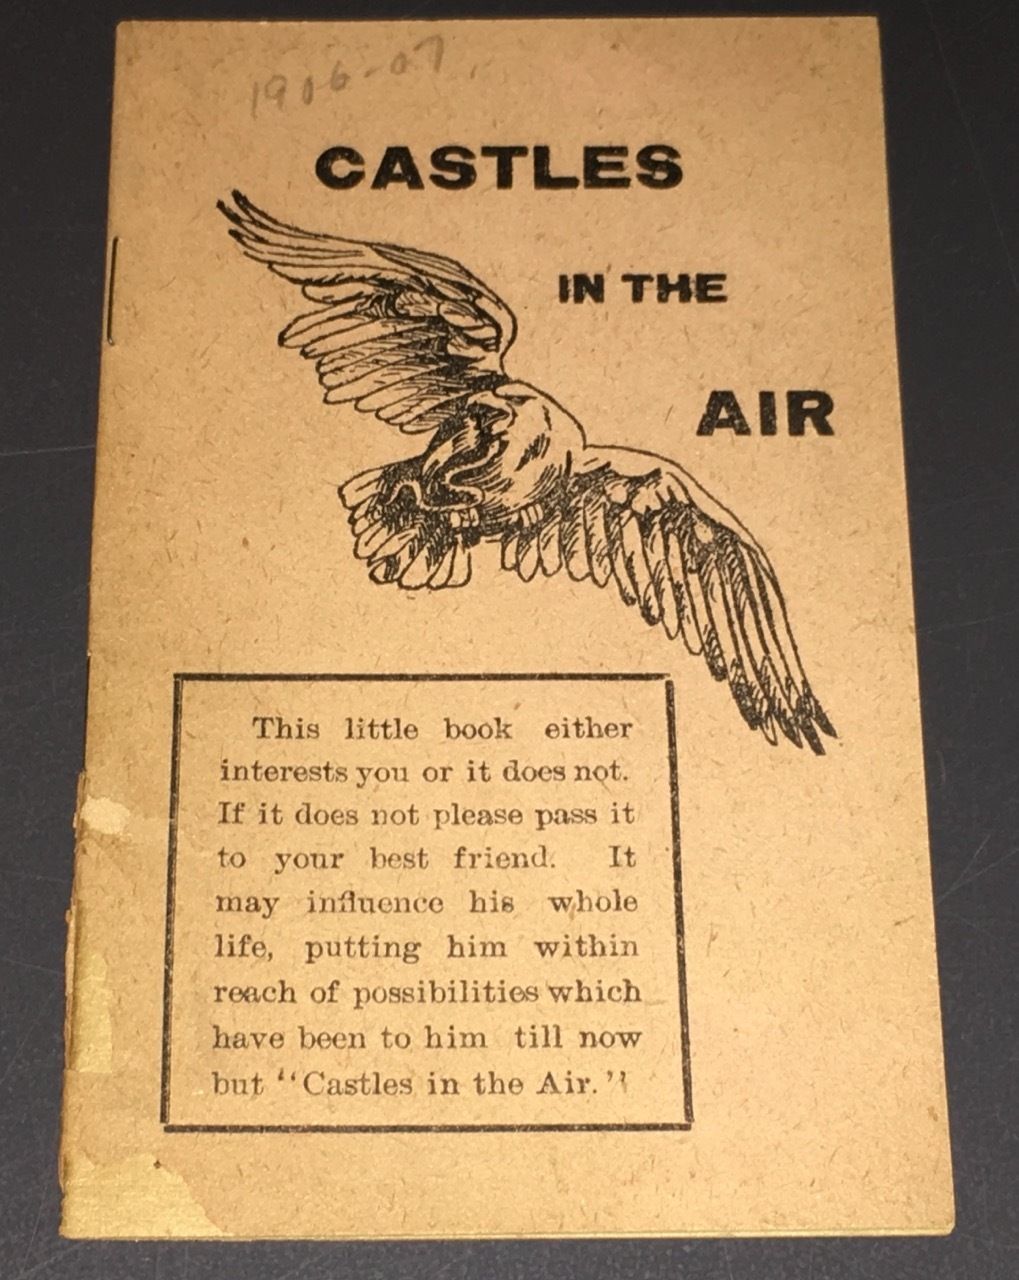 1906-07
CASTLES
IN THE
AIR
This little book either
interests you or it does not.
If it does not please pass it
to your best friend. It
may influence his whole
life, putting him within
reach of possibilities which
have been to him till now
but "Castles in the Air."